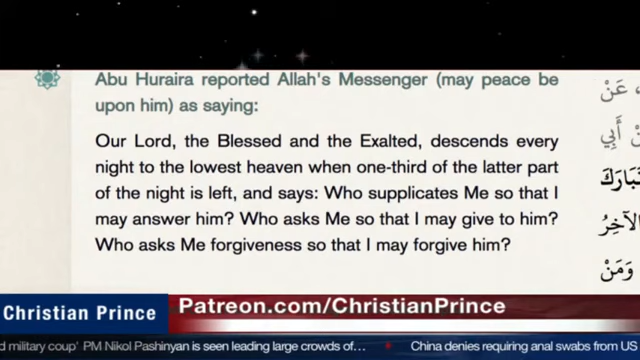 Abu Huraira reported Allah's Messenger (may peace be
upon him) as saying:
Our Lord, the Blessed and the Exalted, descends every
night to the lowest heaven when one-third of the latter part
of the night is left, and says: Who supplicates Me so that I
may answer him? Who asks Me so that I may give to him?
Who asks Me forgiveness so that I may forgive him?
، عَنْ
نْ أَبِي
تَبَارَكَ
الآخِرُ
وَمَنْ
Christian Prince
Patreon.com/ChristianPrince
d military coup' PM Nikol Pashinyan is seen leading large crowds of… China denies requiring anal swabs from US